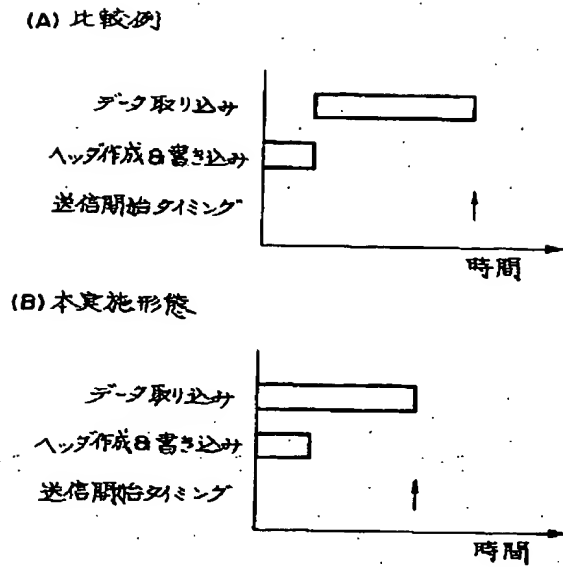 (A) 比較例
データ取り込み
ヘッダ作成&書き込み
送信開始タイミング
時間
(B) 本実施形態
データ取り込み
ヘッダ作成&書き込み
送信開始タイミング
時間